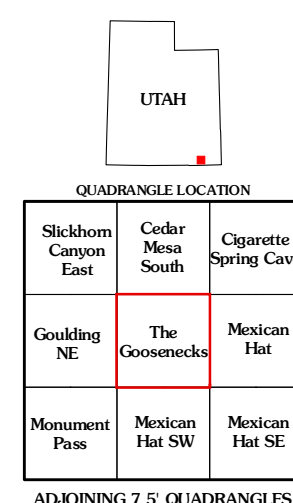 UTAH
QUADRANGLE LOCATION
Slickhorn
Canyon
East
Cedar
Mesa
South
Cigarette
Spring Cav
Goulding
NE
The
Goosenecks
Mexican
Hat
Monument
Pass
Mexican
Hat SW
Mexican
Hat SE
ADJOINING 7.5' QUADRANGLES